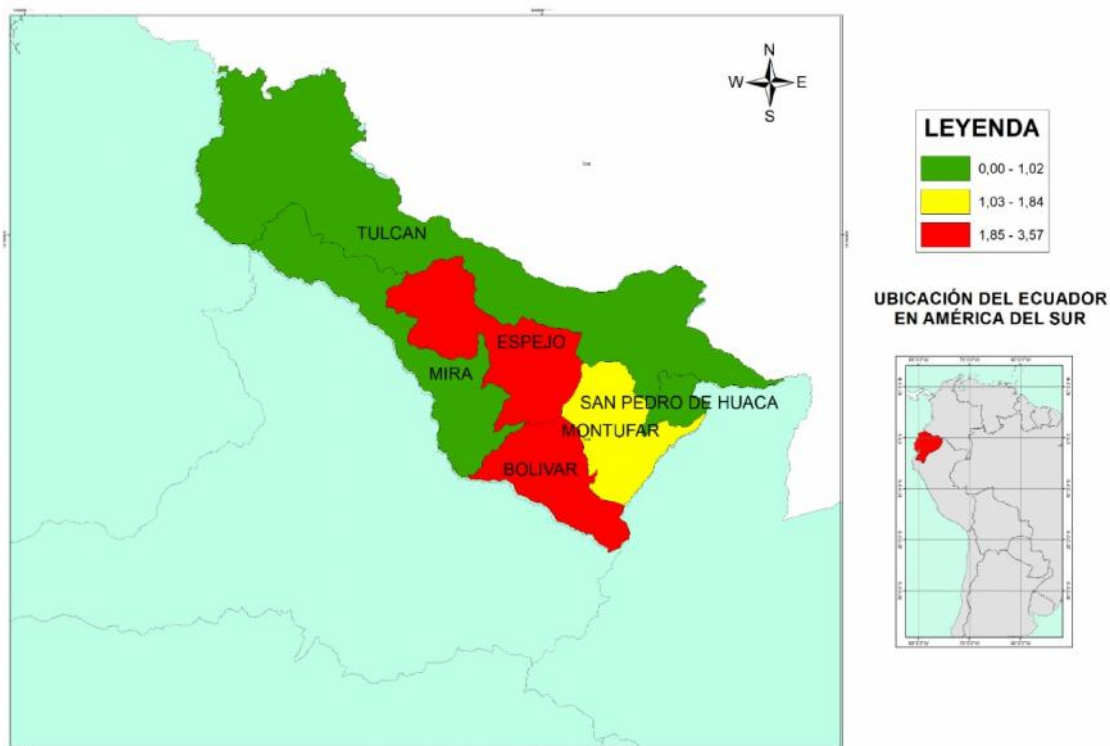 N
W E
S
TULCAN
ESPEJO
MIRA
SAN PEDRO DE HUACA
MONTUFAR
BOLIVAR
LEYENDA
0,00 - 1,02
1,03 - 1,84
1,85 - 3,57
UBICACIÓN DEL ECUADOR
EN AMÉRICA DEL SUR